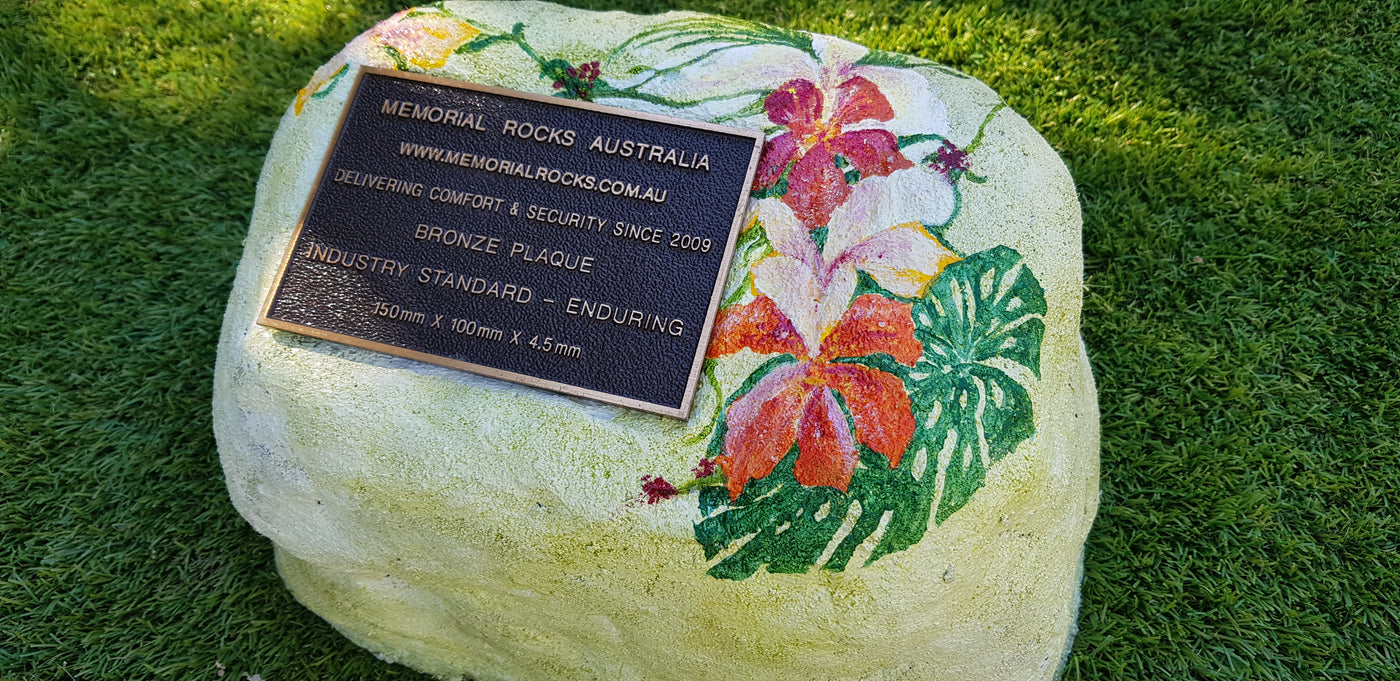 MEMORIAL ROCKS AUSTRALIA
WWW.MEMORIALROCKS.COM.AU
DELIVERING COMFORT & SECURITY SINCE 2009
BRONZE PLAQUE
INDUSTRY STANDARD - ENDURING
150mm X 100mm X 4.5mm